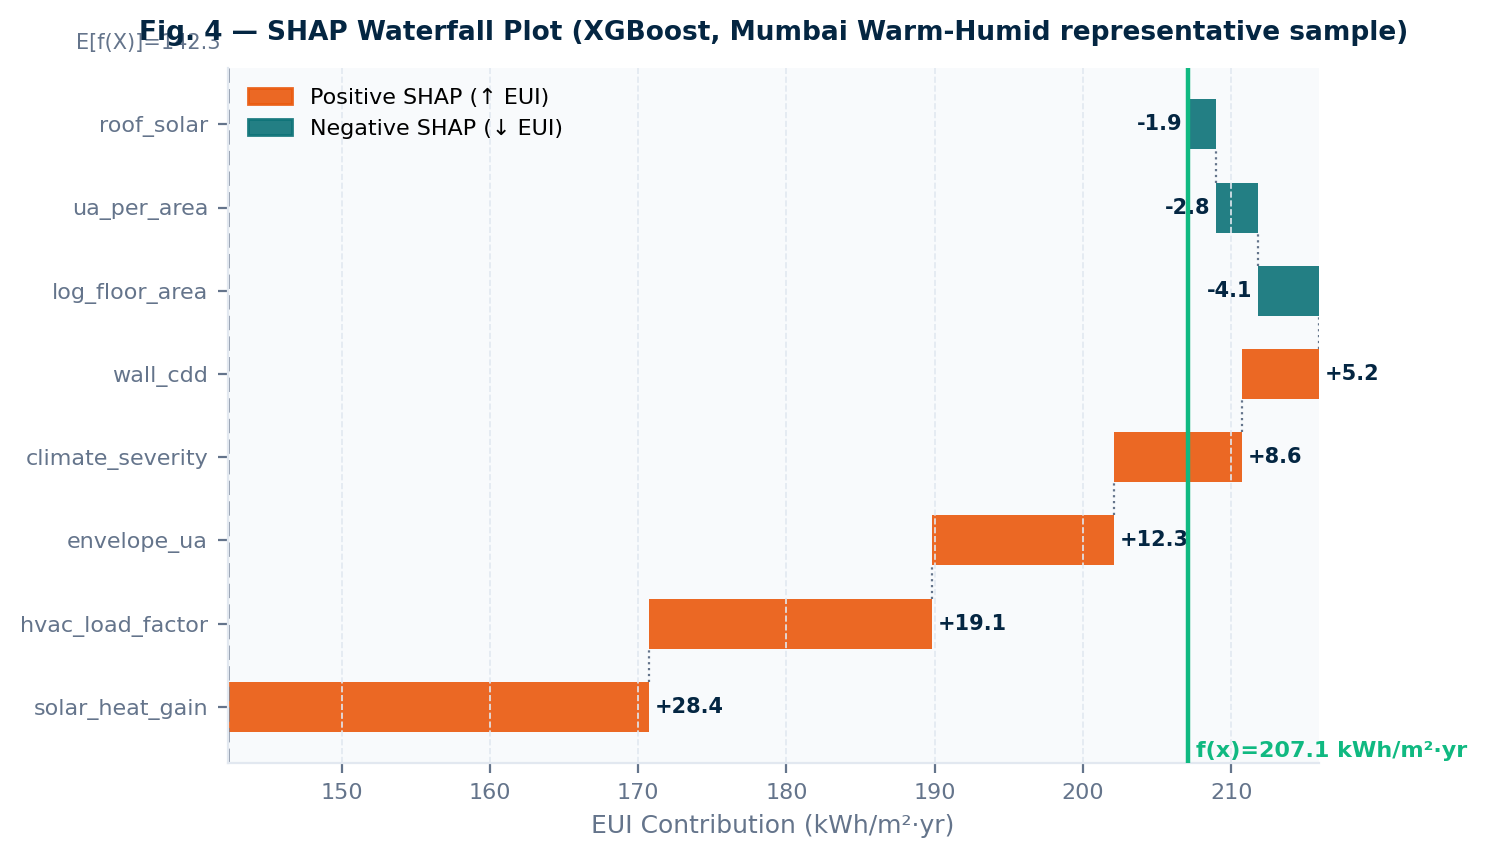 Fig. 4 — SHAP Waterfall Plot (XGBoost, Mumbai Warm-Humid representative sample)
E[f(X)]=142.3
Positive SHAP (↑ EUI)
Negative SHAP (↓ EUI)
roof_solar
-1.9
ua_per_area
-2.8
log_floor_area
-4.1
wall_cdd
+5.2
climate_severity
+8.6
envelope_ua
+12.3
hvac_load_factor
+19.1
solar_heat_gain
+28.4
f(x)=207.1 kWh/m²·yr
150 160 170 180 190 200 210
EUI Contribution (kWh/m²·yr)